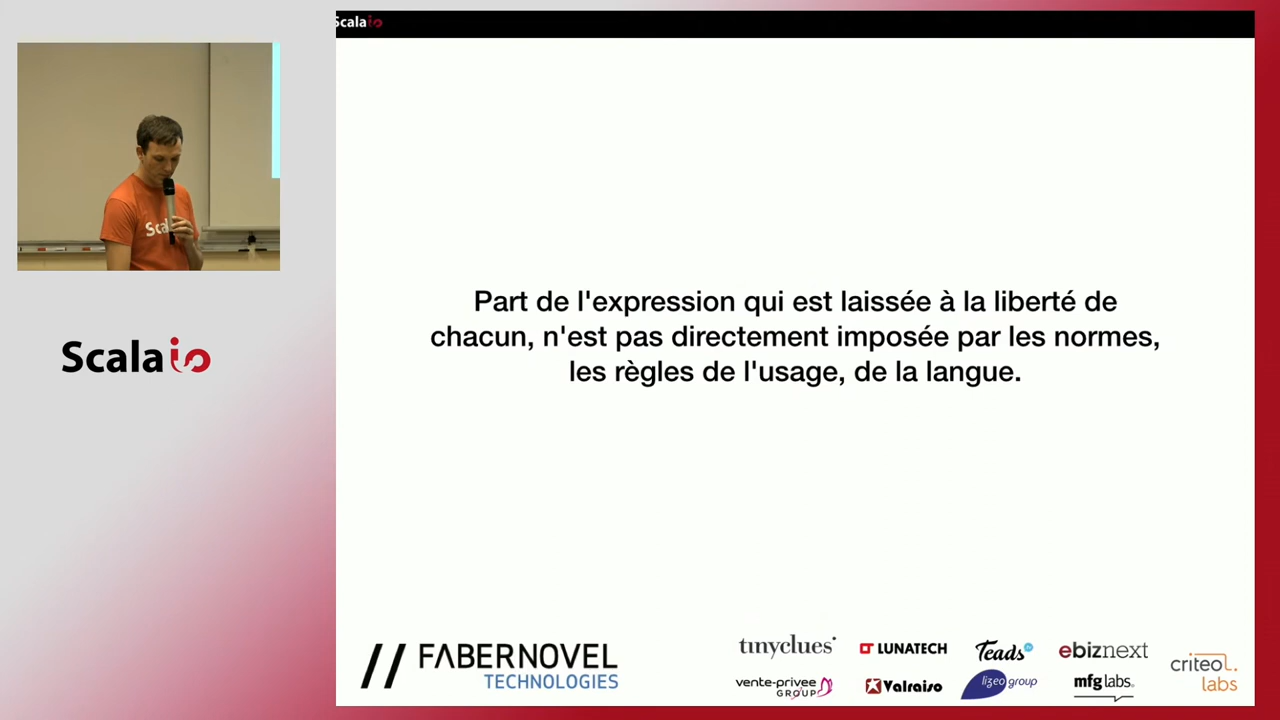 Scalaio
Scala
Scalaio
Part de l'expression qui est laissée à la liberté de
chacun, n'est pas directement imposée par les normes,
les règles de l'usage, de la langue.
// FABERNOVEL
TECHNOLOGIES
tinyclues
LUNATECH
Teads
ebiznext
criteo
labs
vente-privee
GROUP
Valraiso
lizeo group
mfg labs